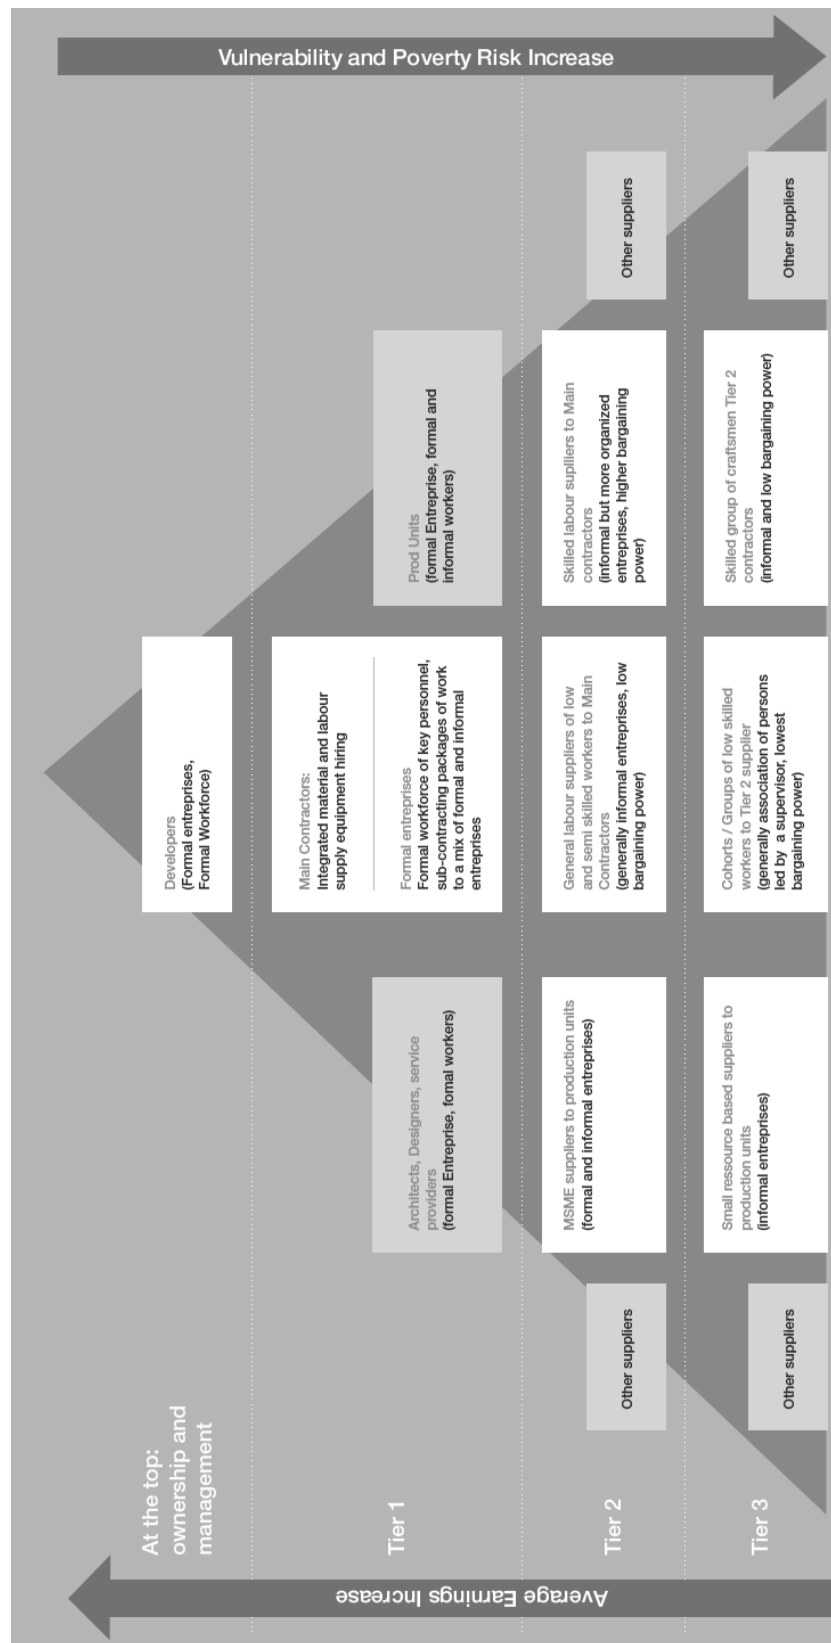 At the top:
ownership and
management
Developers
(Formal entreprises,
Formal Workforce)
Tier 1
Architects, Designers, service
providers
(formal Entreprise, fomal workers)
Main Contractors:
Integrated material and labour
supply equipment hiring
Formal entreprises
Formal workforce of key personnel,
sub-contracting packages of work
to a mix of formal and informal
entreprises
Prod Units
(formal Entreprise, formal and
informal workers)
Tier 2
Other suppliers
MSME suppliers to production units
(formal and informal entreprises)
General labour suppliers of low
and semi skilled workers to Main
Contractors
(generally informal entreprises, low
bargaining power)
Skilled labour suplliers to Main
contractors
(informal but more organized
entreprises, higher bargaining
power)
Other suppliers
Tier 3
Other suppliers
Small ressource based suppliers to
production units
(informal entreprises)
Cohorts / Groups of low skilled
workers to Tier 2 supplier
(generally association of persons
led by a supervisor, lowest
bargaining power)
Skilled group of craftsmen Tier 2
contractors
(informal and low bargaining power)
Other suppliers
Average Earnings Increase
Vulnerability and Poverty Risk Increase